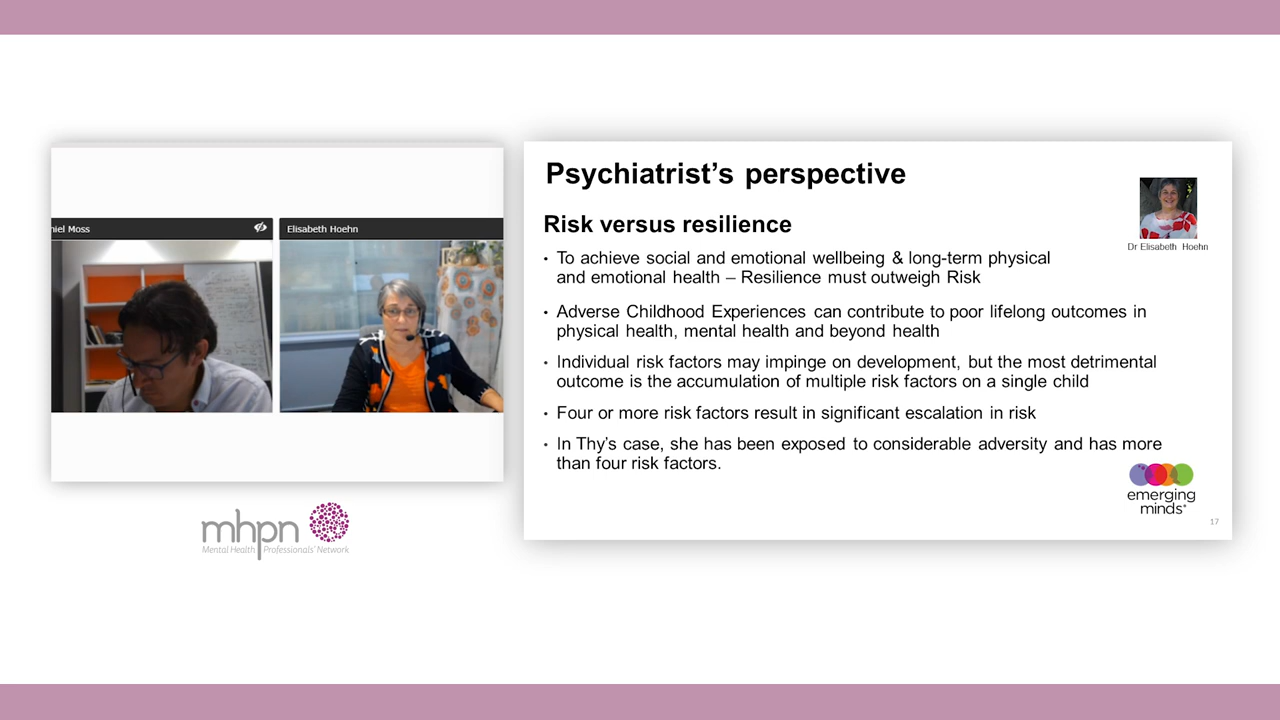 niel Moss
Elisabeth Hoehn
mhpn
Mental Health Professionals' Network
Psychiatrist’s perspective
Dr Elisabeth Hoehn
Risk versus resilience
• To achieve social and emotional wellbeing & long-term physical
and emotional health – Resilience must outweigh Risk
• Adverse Childhood Experiences can contribute to poor lifelong outcomes in
physical health, mental health and beyond health
• Individual risk factors may impinge on development, but the most detrimental
outcome is the accumulation of multiple risk factors on a single child
• Four or more risk factors result in significant escalation in risk
• In Thy’s case, she has been exposed to considerable adversity and has more
than four risk factors.
emerging
minds
17